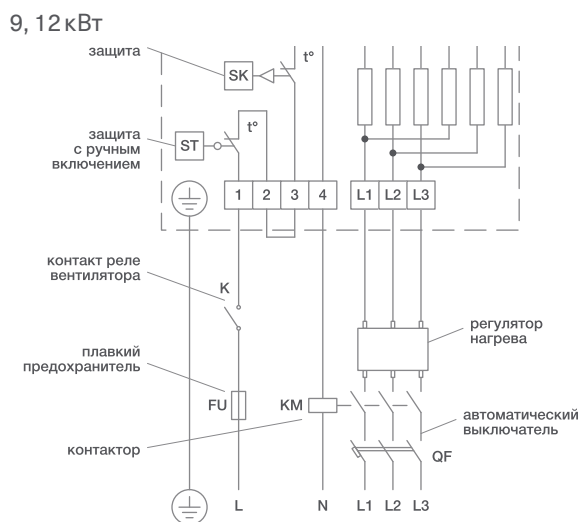 9, 12 кВт
защита
SK
t°
защита
с ручным
включением
ST
t°
1 2 3 4 L1 L2 L3
контакт реле
вентилятора
K
регулятор
нагрева
плавкий
предохранитель
FU
KM
автоматический
выключатель
контактор
QF
L N L1 L2 L3